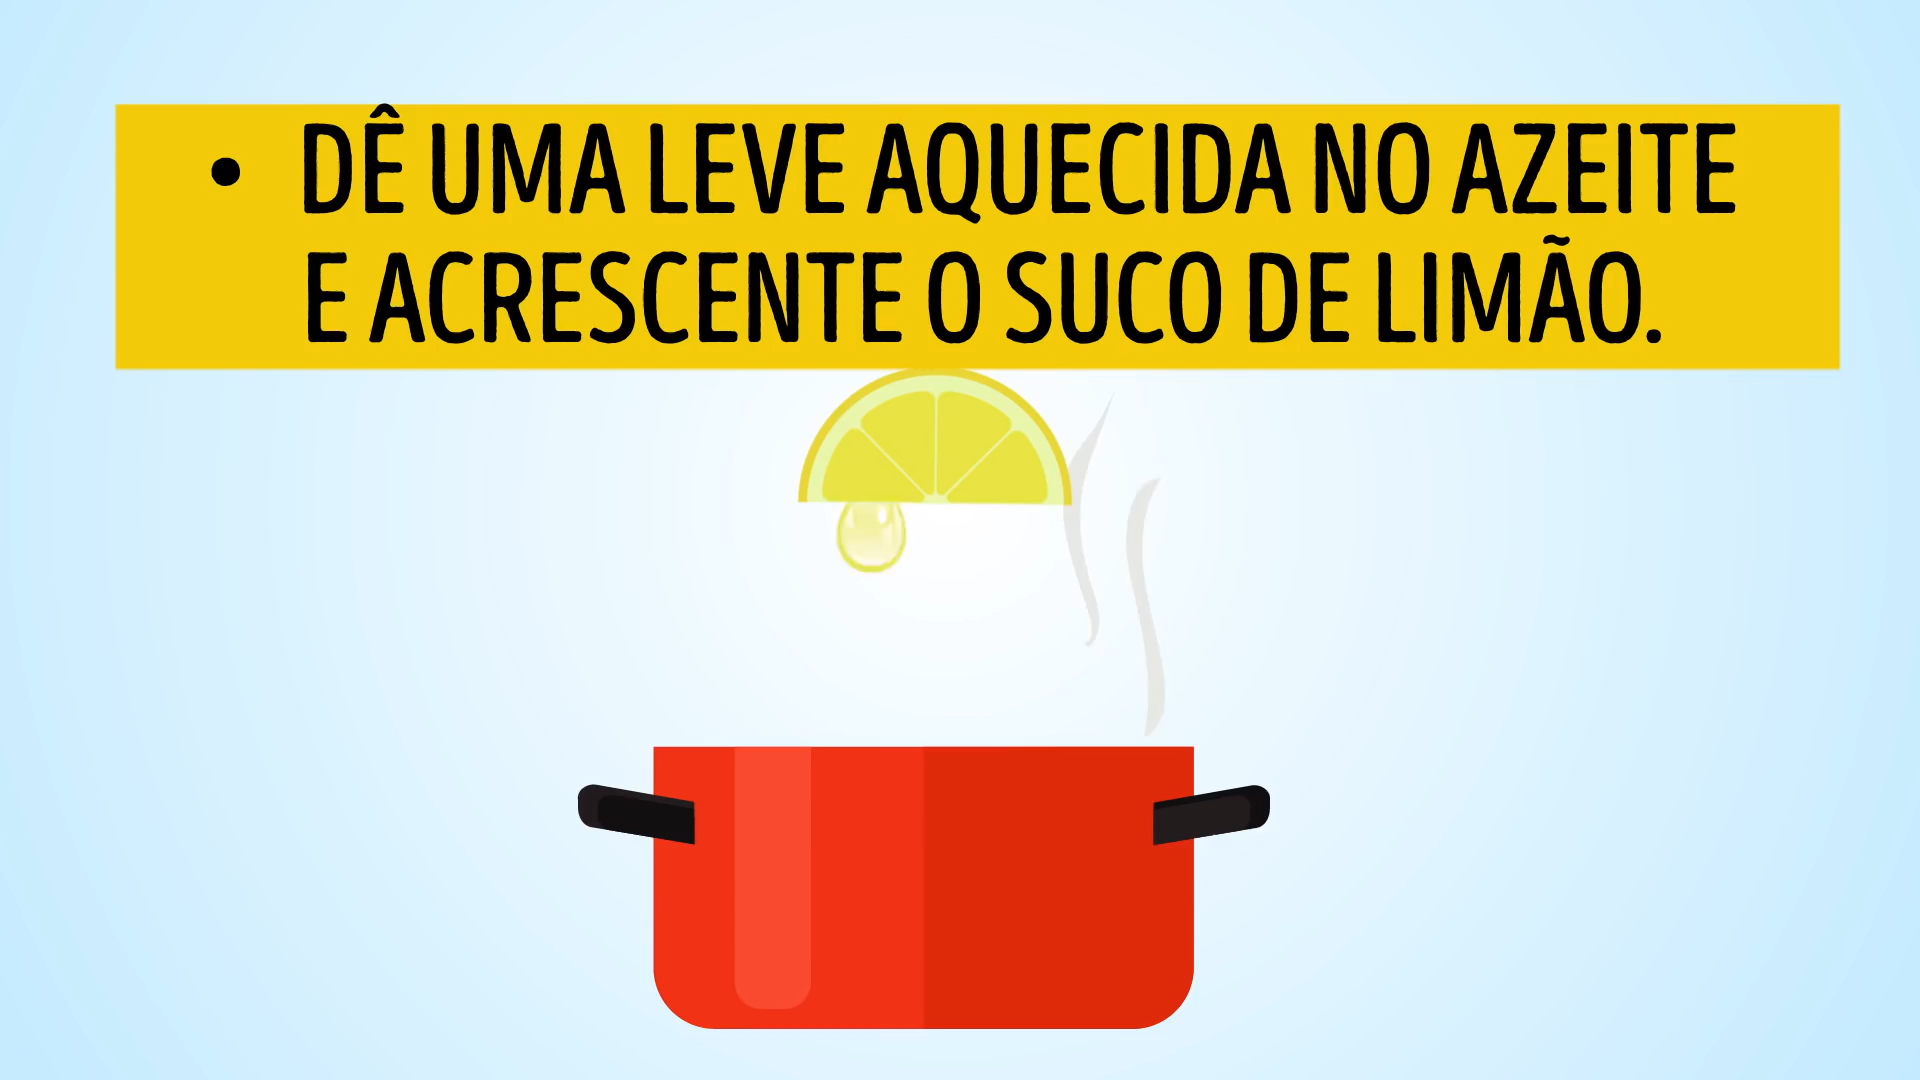 • DÊ UMA LEVE AQUECIDA NO AZEITE
E ACRESCENTE O SUCO DE LIMÃO.